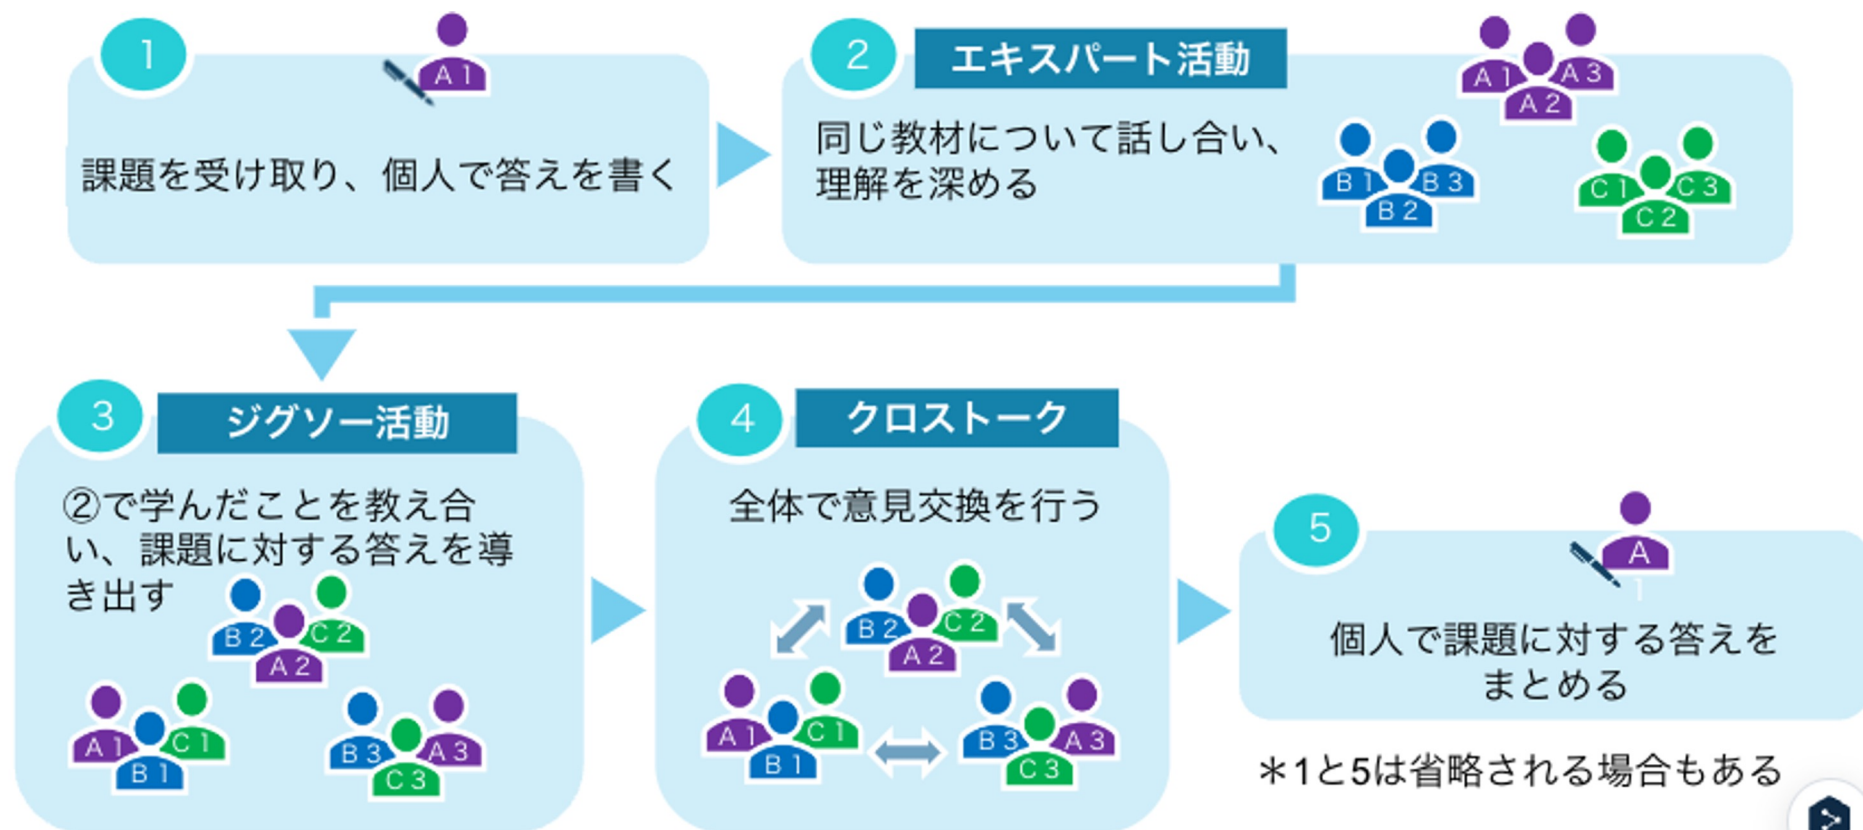 1
A1
課題を受け取り、個人で答えを書く
2
エキスパート活動
同じ教材について話し合い、
理解を深める
A1 A3
A2
B1 B3
B2
C1 C3
C2
3
ジグソー活動
②で学んだことを教え合
い、課題に対する答えを導
き出す
B2 C2
A2
A1 C1
B1
B3 A3
C3
4
クロストーク
全体で意見交換を行う
B2 C2
A2
A1 C1
B1
B3 A3
C3
5
A
1
個人で課題に対する答えを
まとめる
＊1と5は省略される場合もある